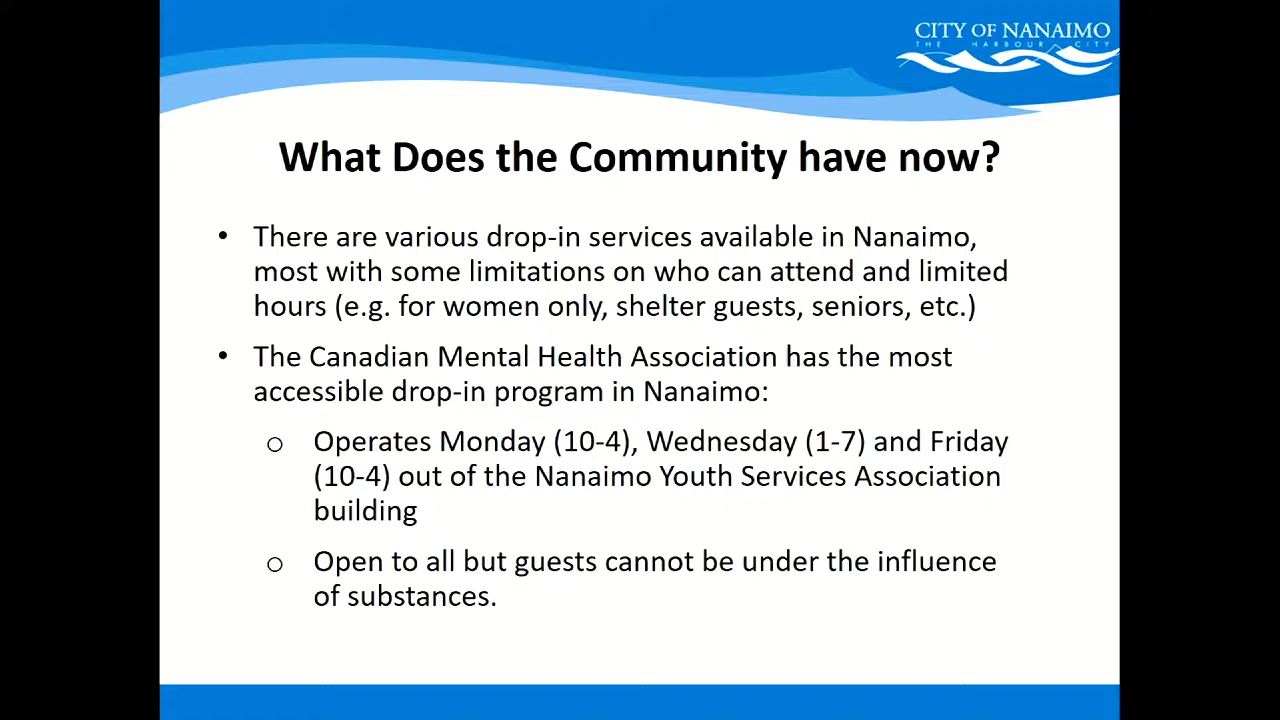 CITY OF NANAIMO
THE HARBOUR CITY
What Does the Community have now?
• There are various drop-in services available in Nanaimo,
most with some limitations on who can attend and limited
hours (e.g. for women only, shelter guests, seniors, etc.)
• The Canadian Mental Health Association has the most
accessible drop-in program in Nanaimo:
o Operates Monday (10-4), Wednesday (1-7) and Friday
(10-4) out of the Nanaimo Youth Services Association
building
o Open to all but guests cannot be under the influence
of substances.